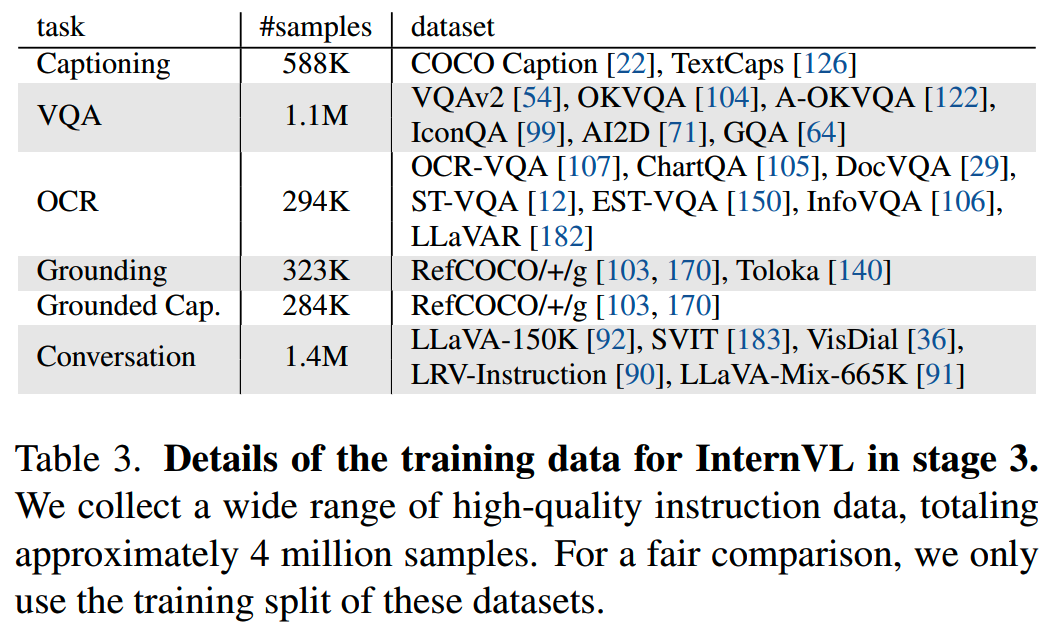 task #samples dataset
Captioning 588K COCO Caption [22], TextCaps [126]
VQA 1.1M VQAv2 [54], OKVQA [104], A-OKVQA [122],
IconQA [99], AI2D [71], GQA [64]
OCR 294K OCR-VQA [107], ChartQA [105], DocVQA [29],
ST-VQA [12], EST-VQA [150], InfoVQA [106],
LLaVAR [182]
Grounding 323K RefCOCO/+/g [103, 170], Toloka [140]
Grounded Cap. 284K RefCOCO/+/g [103, 170]
Conversation 1.4M LLaVA-150K [92], SVIT [183], VisDial [36],
LRV-Instruction [90], LLaVA-Mix-665K [91]
Table 3. Details of the training data for InternVL in stage 3.
We collect a wide range of high-quality instruction data, totaling
approximately 4 million samples. For a fair comparison, we only
use the training split of these datasets.